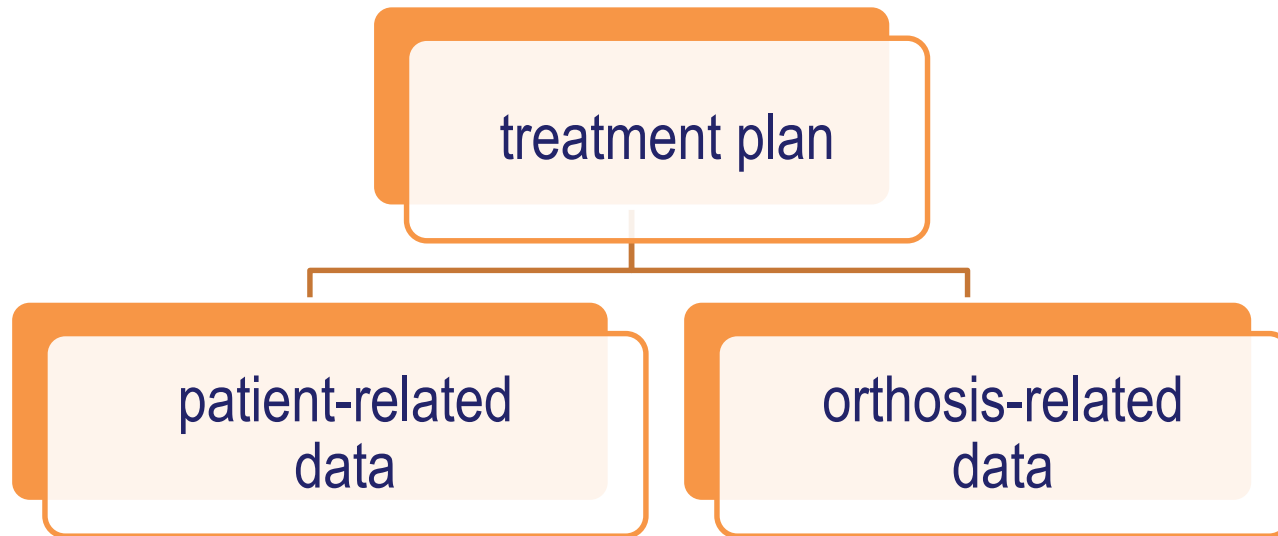 treatment plan
patient-related
data
orthosis-related
data